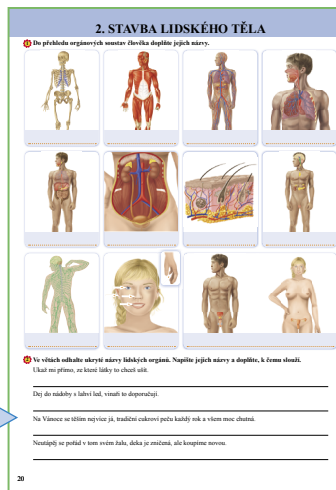 2. STAVBA LIDSKÉHO TĚLA
Do přehledu orgánových soustav člověka doplňte jejich názvy.
Ve větách odhalte ukryté názvy lidských orgánů. Napište jejich názvy a doplňte, k čemu slouží.
Ukaž mi přímo, ze které látky to chceš ušít.
Dej do nádoby s lahví led, vinaři to doporučují.
Na Vánoce se těším nejvíce já, tradiční cukroví peču každý rok a všem moc chutná.
Neutápěj se pořád v tom svém žalu, deka je zničená, ale koupíme novou.
20